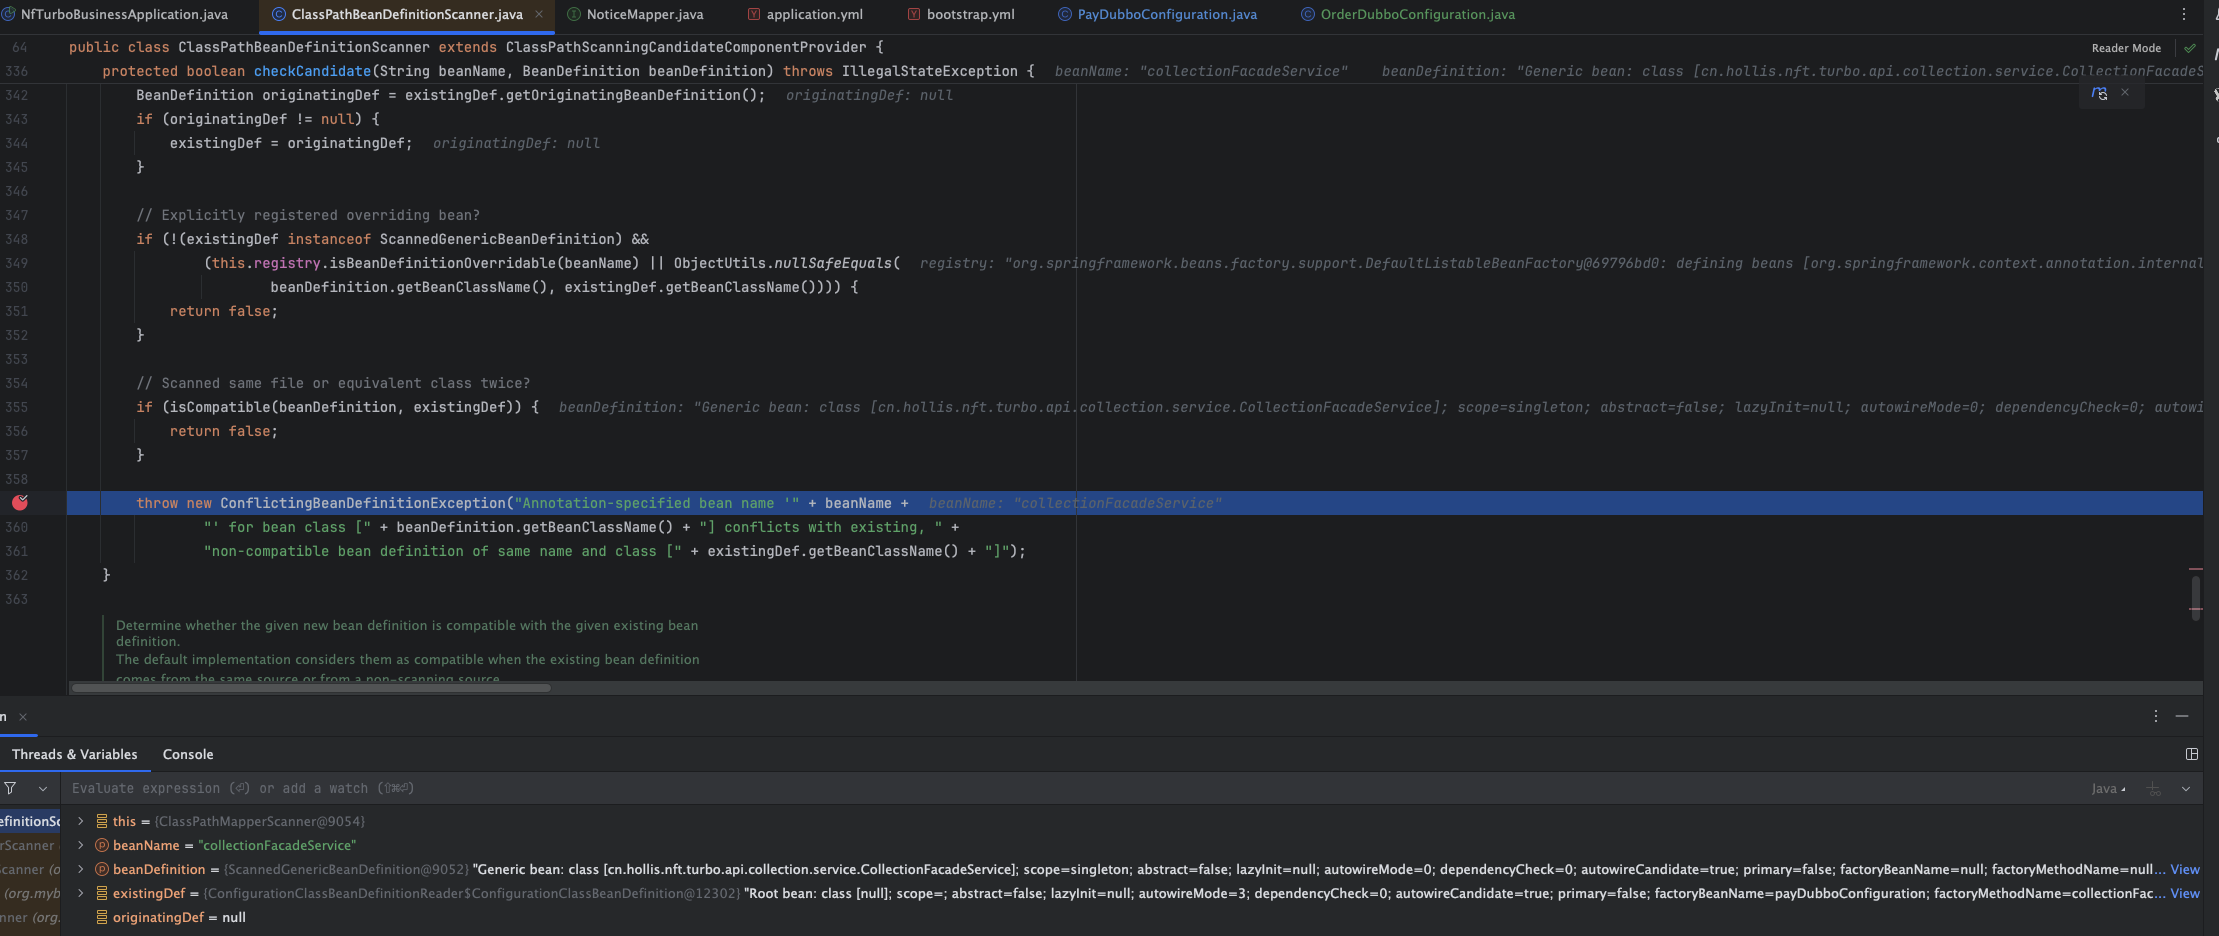 NfTurboBusinessApplication.java ClassPathBeanDefinitionScanner.java NoticeMapper.java application.yml bootstrap.yml PayDubboConfiguration.java OrderDubboConfiguration.java
64 public class ClassPathBeanDefinitionScanner extends ClassPathScanningCandidateComponentProvider { Reader Mode
336 protected boolean checkCandidate(String beanName, BeanDefinition beanDefinition) throws IllegalStateException { beanName: "collectionFacadeService" beanDefinition: "Generic bean: class [cn.hollis.nft.turbo.api.collection.service.CollectionFacadeS
342 BeanDefinition originatingDef = existingDef.getOriginatingBeanDefinition(); originatingDef: null
343 if (originatingDef != null) {
344 existingDef = originatingDef; originatingDef: null
345 }
346
347 // Explicitly registered overriding bean?
348 if (!(existingDef instanceof ScannedGenericBeanDefinition) &&
349 (this.registry.isBeanDefinitionOverridable(beanName) || ObjectUtils.nullSafeEquals( registry: "org.springframework.beans.factory.support.DefaultListableBeanFactory@69796bd0: defining beans [org.springframework.context.annotation.internal
350 beanDefinition.getBeanClassName(), existingDef.getBeanClassName()))) {
351 return false;
352 }
353
354 // Scanned same file or equivalent class twice?
355 if (isCompatible(beanDefinition, existingDef)) { beanDefinition: "Generic bean: class [cn.hollis.nft.turbo.api.collection.service.CollectionFacadeService]; scope=singleton; abstract=false; lazyInit=null; autowireMode=0; dependencyCheck=0; autowi
356 return false;
357 }
358
throw new ConflictingBeanDefinitionException("Annotation-specified bean name '" + beanName + beanName: "collectionFacadeService"
360 "' for bean class [" + beanDefinition.getBeanClassName() + "] conflicts with existing, " +
361 "non-compatible bean definition of same name and class [" + existingDef.getBeanClassName() + "]");
362 }
363
Determine whether the given new bean definition is compatible with the given existing bean
definition.
The default implementation considers them as compatible when the existing bean definition
comes from the same source or from a non-scanning source.
n
Threads & Variables Console
Evaluate expression (⏎) or add a watch (⇧⌘⏎) Java
efinitionSc this = {ClassPathMapperScanner@9054}
rScanner beanName = "collectionFacadeService"
canner (o beanDefinition = {ScannedGenericBeanDefinition@9052} "Generic bean: class [cn.hollis.nft.turbo.api.collection.service.CollectionFacadeService]; scope=singleton; abstract=false; lazyInit=null; autowireMode=0; dependencyCheck=0; autowireCandidate=true; primary=false; factoryBeanName=null; factoryMethodName=null... View
(org.myb existingDef = {ConfigurationClassBeanDefinitionReader$ConfigurationClassBeanDefinition@12302} "Root bean: class [null]; scope=; abstract=false; lazyInit=null; autowireMode=3; dependencyCheck=0; autowireCandidate=true; primary=false; factoryBeanName=payDubboConfiguration; factoryMethodName=collectionFac... View
nner (org. originatingDef = null